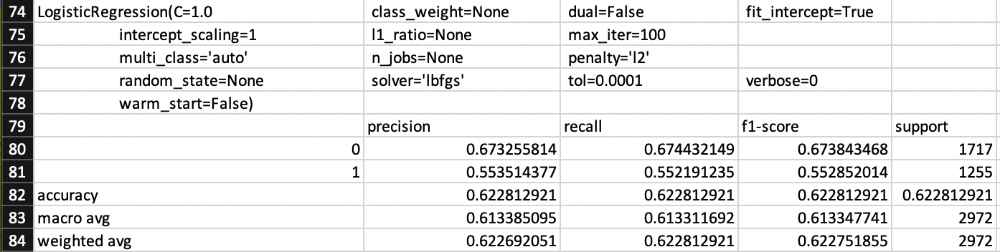 74 LogisticRegression(C=1.0 class_weight=None dual=False fit_intercept=True
75 intercept_scaling=1 l1_ratio=None max_iter=100
76 multi_class='auto' n_jobs=None penalty='l2'
77 random_state=None solver='lbfgs' tol=0.0001 verbose=0
78 warm_start=False)
79 precision recall f1-score support
80 0 0.673255814 0.674432149 0.673843468 1717
81 1 0.553514377 0.552191235 0.552852014 1255
82 accuracy 0.622812921 0.622812921 0.622812921 0.622812921
83 macro avg 0.613385095 0.613311692 0.613347741 2972
84 weighted avg 0.622692051 0.622812921 0.622751855 2972